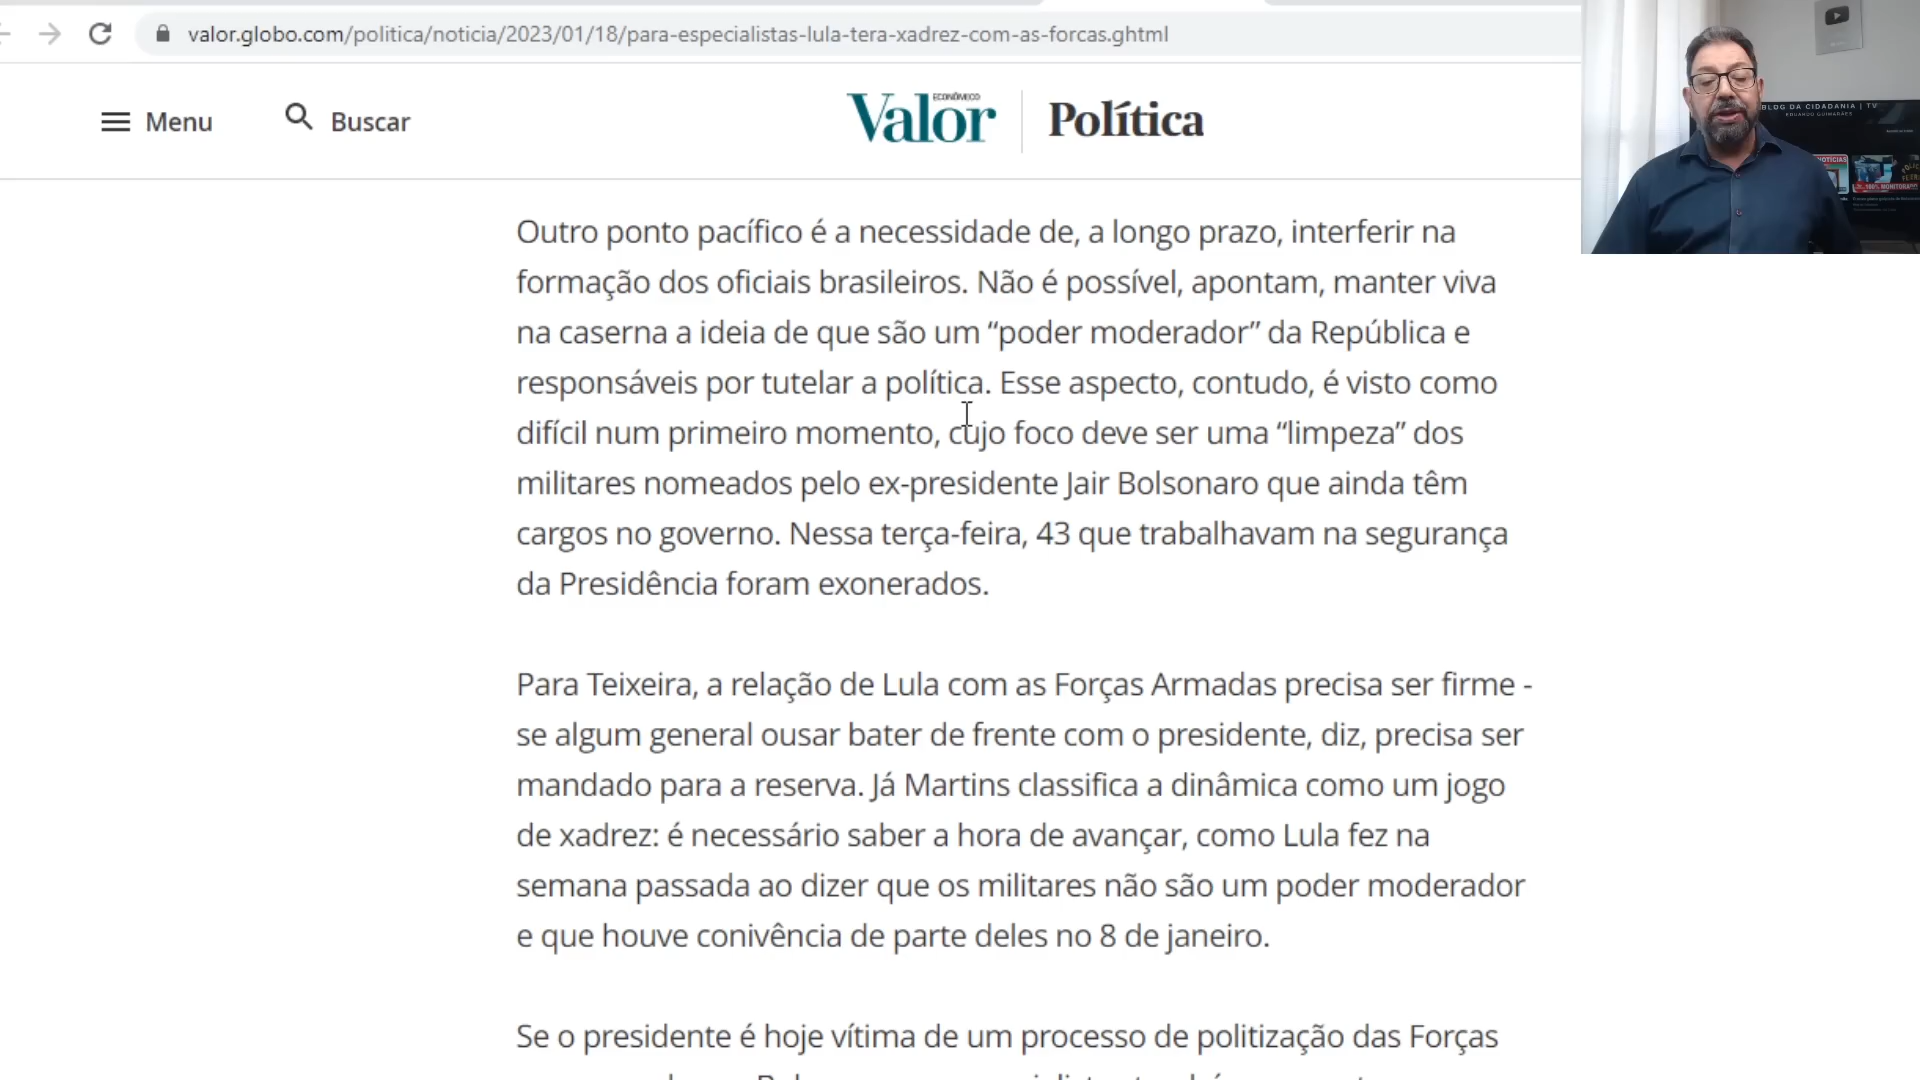 valor.globo.com/politica/noticia/2023/01/18/para-especialistas-lula-tera-xadrez-com-as-forcas.ghtml
Menu
Buscar
Valor ECONÔMICO
Política
BLOG DA CIDADANIA | TV
EDUARDO GUIMARÃES
NOTÍCIAS
100% MONITORA
Outro ponto pacífico é a necessidade de, a longo prazo, interferir na
formação dos oficiais brasileiros. Não é possível, apontam, manter viva
na caserna a ideia de que são um “poder moderador” da República e
responsáveis por tutelar a política. Esse aspecto, contudo, é visto como
difícil num primeiro momento, cujo foco deve ser uma “limpeza” dos
militares nomeados pelo ex-presidente Jair Bolsonaro que ainda têm
cargos no governo. Nessa terça-feira, 43 que trabalhavam na segurança
da Presidência foram exonerados.
Para Teixeira, a relação de Lula com as Forças Armadas precisa ser firme -
se algum general ousar bater de frente com o presidente, diz, precisa ser
mandado para a reserva. Já Martins classifica a dinâmica como um jogo
de xadrez: é necessário saber a hora de avançar, como Lula fez na
semana passada ao dizer que os militares não são um poder moderador
e que houve conivência de parte deles no 8 de janeiro.
Se o presidente é hoje vítima de um processo de politização das Forças